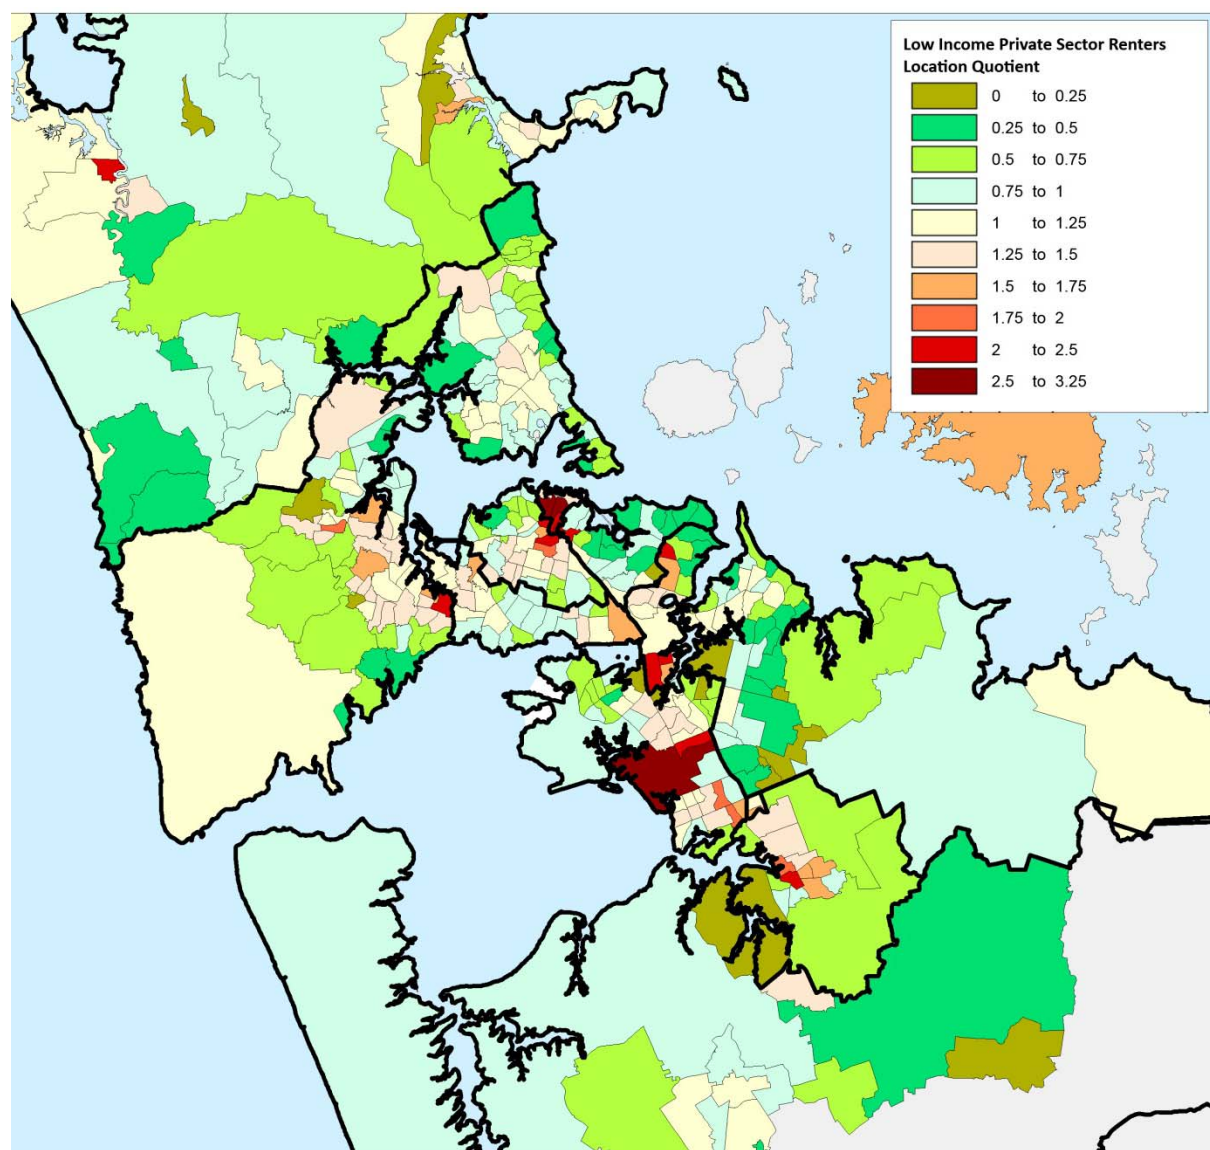 Low Income Private Sector Renters
Location Quotient
0 to 0.25
0.25 to 0.5
0.5 to 0.75
0.75 to 1
1 to 1.25
1.25 to 1.5
1.5 to 1.75
1.75 to 2
2 to 2.5
2.5 to 3.25